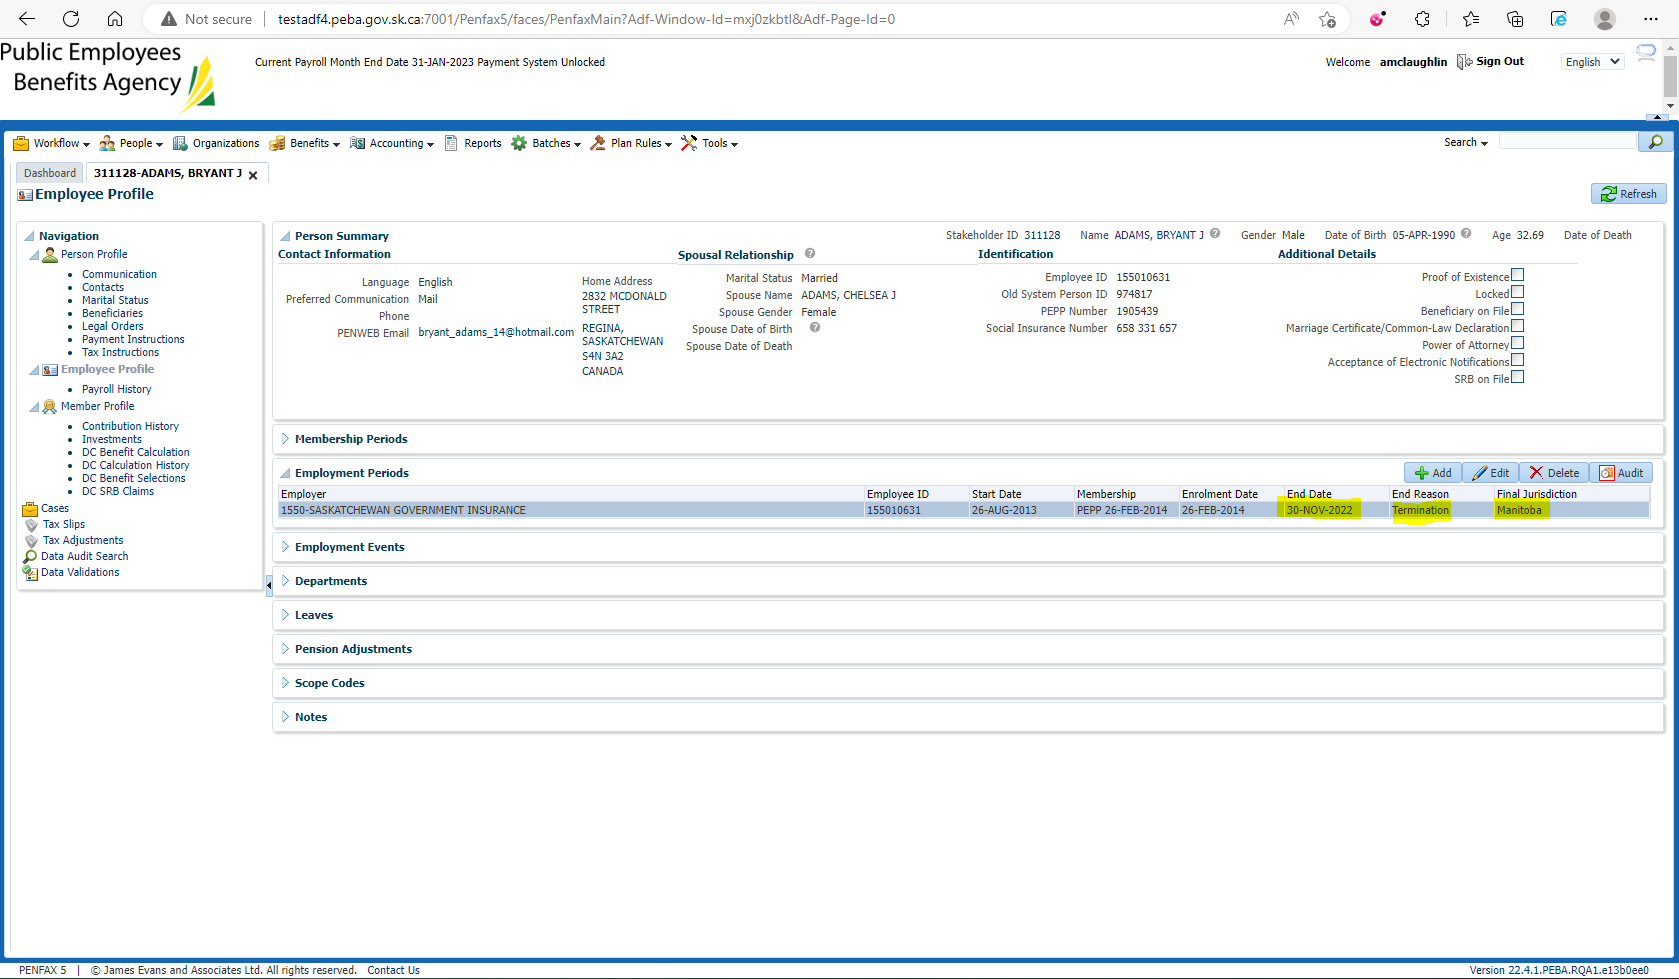 Not secure | testadf4.peba.gov.sk.ca:7001/Penfax5/faces/PenfaxMain?Adf-Window-Id=mxj0zkbtl&Adf-Page-Id=0
Public Employees
Benefits Agency
Current Payroll Month End Date 31-JAN-2023 Payment System Unlocked
Welcome amclaughlin Sign Out English
Workflow People Organizations Benefits Accounting Reports Batches Plan Rules Tools Search
Dashboard 311128-ADAMS, BRYANT J
Employee Profile
Refresh
Navigation
Person Profile
Communication
Contacts
Marital Status
Beneficiaries
Legal Orders
Payment Instructions
Tax Instructions
Employee Profile
Payroll History
Member Profile
Contribution History
Investments
DC Benefit Calculation
DC Calculation History
DC Benefit Selections
DC SRB Claims
Cases
Tax Slips
Tax Adjustments
Data Audit Search
Data Validations
Person Summary
Stakeholder ID 311128 Name ADAMS, BRYANT J Gender Male Date of Birth 05-APR-1990 Age 32.69 Date of Death
Contact Information
Language English
Preferred Communication Mail
Phone
PENWEB Email bryant_adams_14@hotmail.com
Home Address
2832 MCDONALD
STREET
REGINA,
SASKATCHEWAN
S4N 3A2
CANADA
Spousal Relationship
Marital Status Married
Spouse Name ADAMS, CHELSEA J
Spouse Gender Female
Spouse Date of Birth
Spouse Date of Death
Identification
Employee ID 155010631
Old System Person ID 974817
PEPP Number 1905439
Social Insurance Number 658 331 657
Additional Details
Proof of Existence
Locked
Beneficiary on File
Marriage Certificate/Common-Law Declaration
Power of Attorney
Acceptance of Electronic Notifications
SRB on File
Membership Periods
Employment Periods
Add Edit Delete Audit
Employer Employee ID Start Date Membership Enrolment Date End Date End Reason Final Jurisdiction
1550-SASKATCHEWAN GOVERNMENT INSURANCE 155010631 26-AUG-2013 PEPP 26-FEB-2014 26-FEB-2014 30-NOV-2022 Termination Manitoba
Employment Events
Departments
Leaves
Pension Adjustments
Scope Codes
Notes
PENFAX 5 | © James Evans and Associates Ltd. All rights reserved. Contact Us
Version 22.4.1.PEBA.RQA1.e13b0ee0